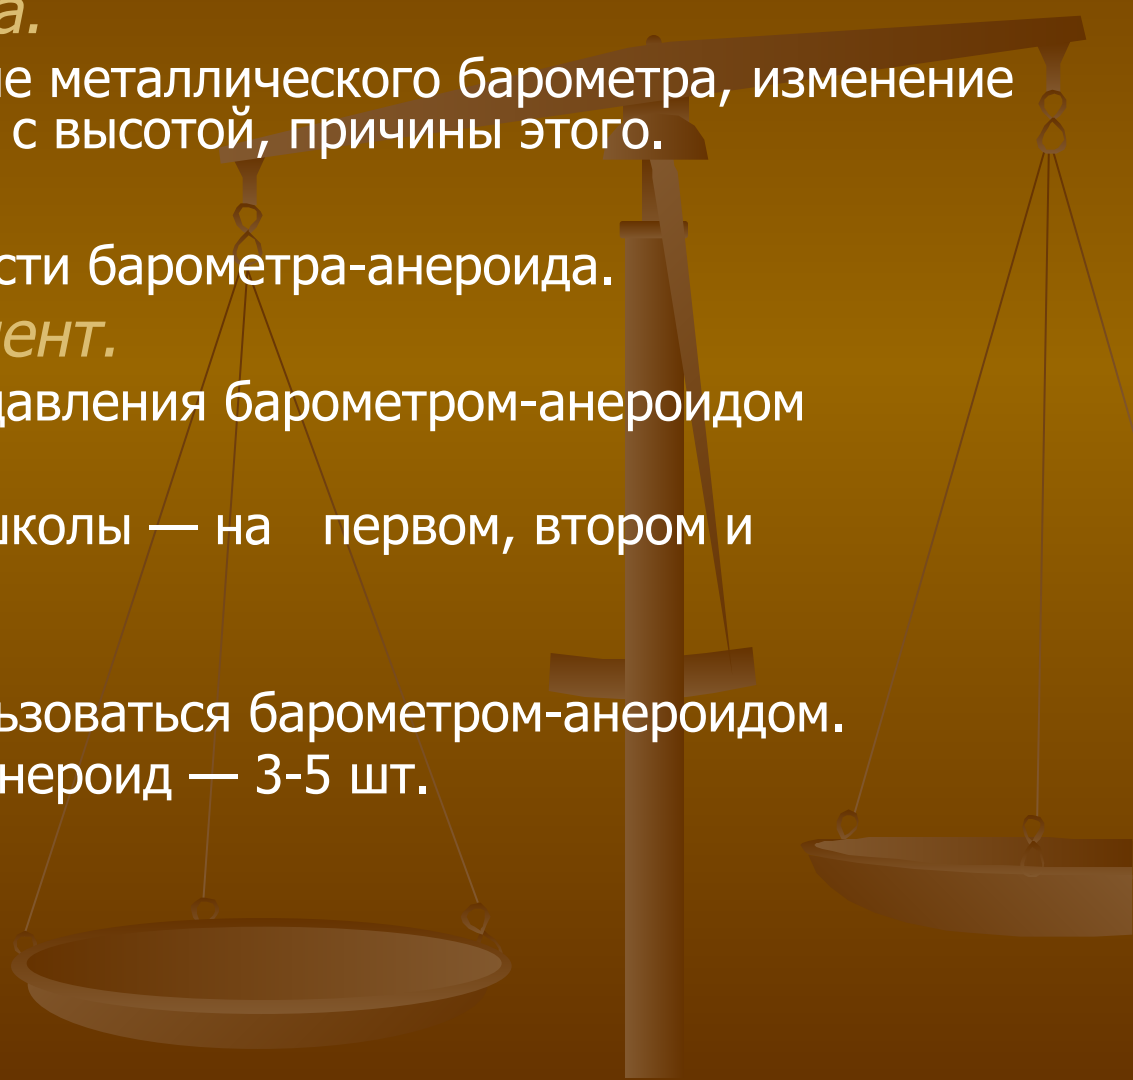 а.
ие металлического барометра, изменение
с высотой, причины этого.
сти барометра-анероида.
ент.
давления барометром-анероидом
школы — на первом, втором и
ьзоваться барометром-анероидом.
нероид — 3-5 шт.